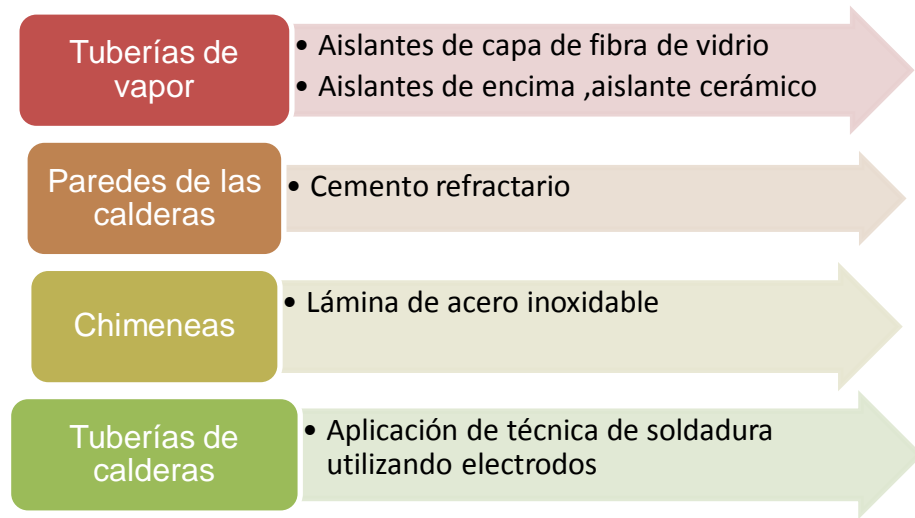 Tuberías de
vapor
• Aislantes de capa de fibra de vidrio
• Aislantes de encima ,aislante cerámico
Paredes de las
calderas
• Cemento refractario
Chimeneas
• Lámina de acero inoxidable
Tuberías de
calderas
• Aplicación de técnica de soldadura
utilizando electrodos